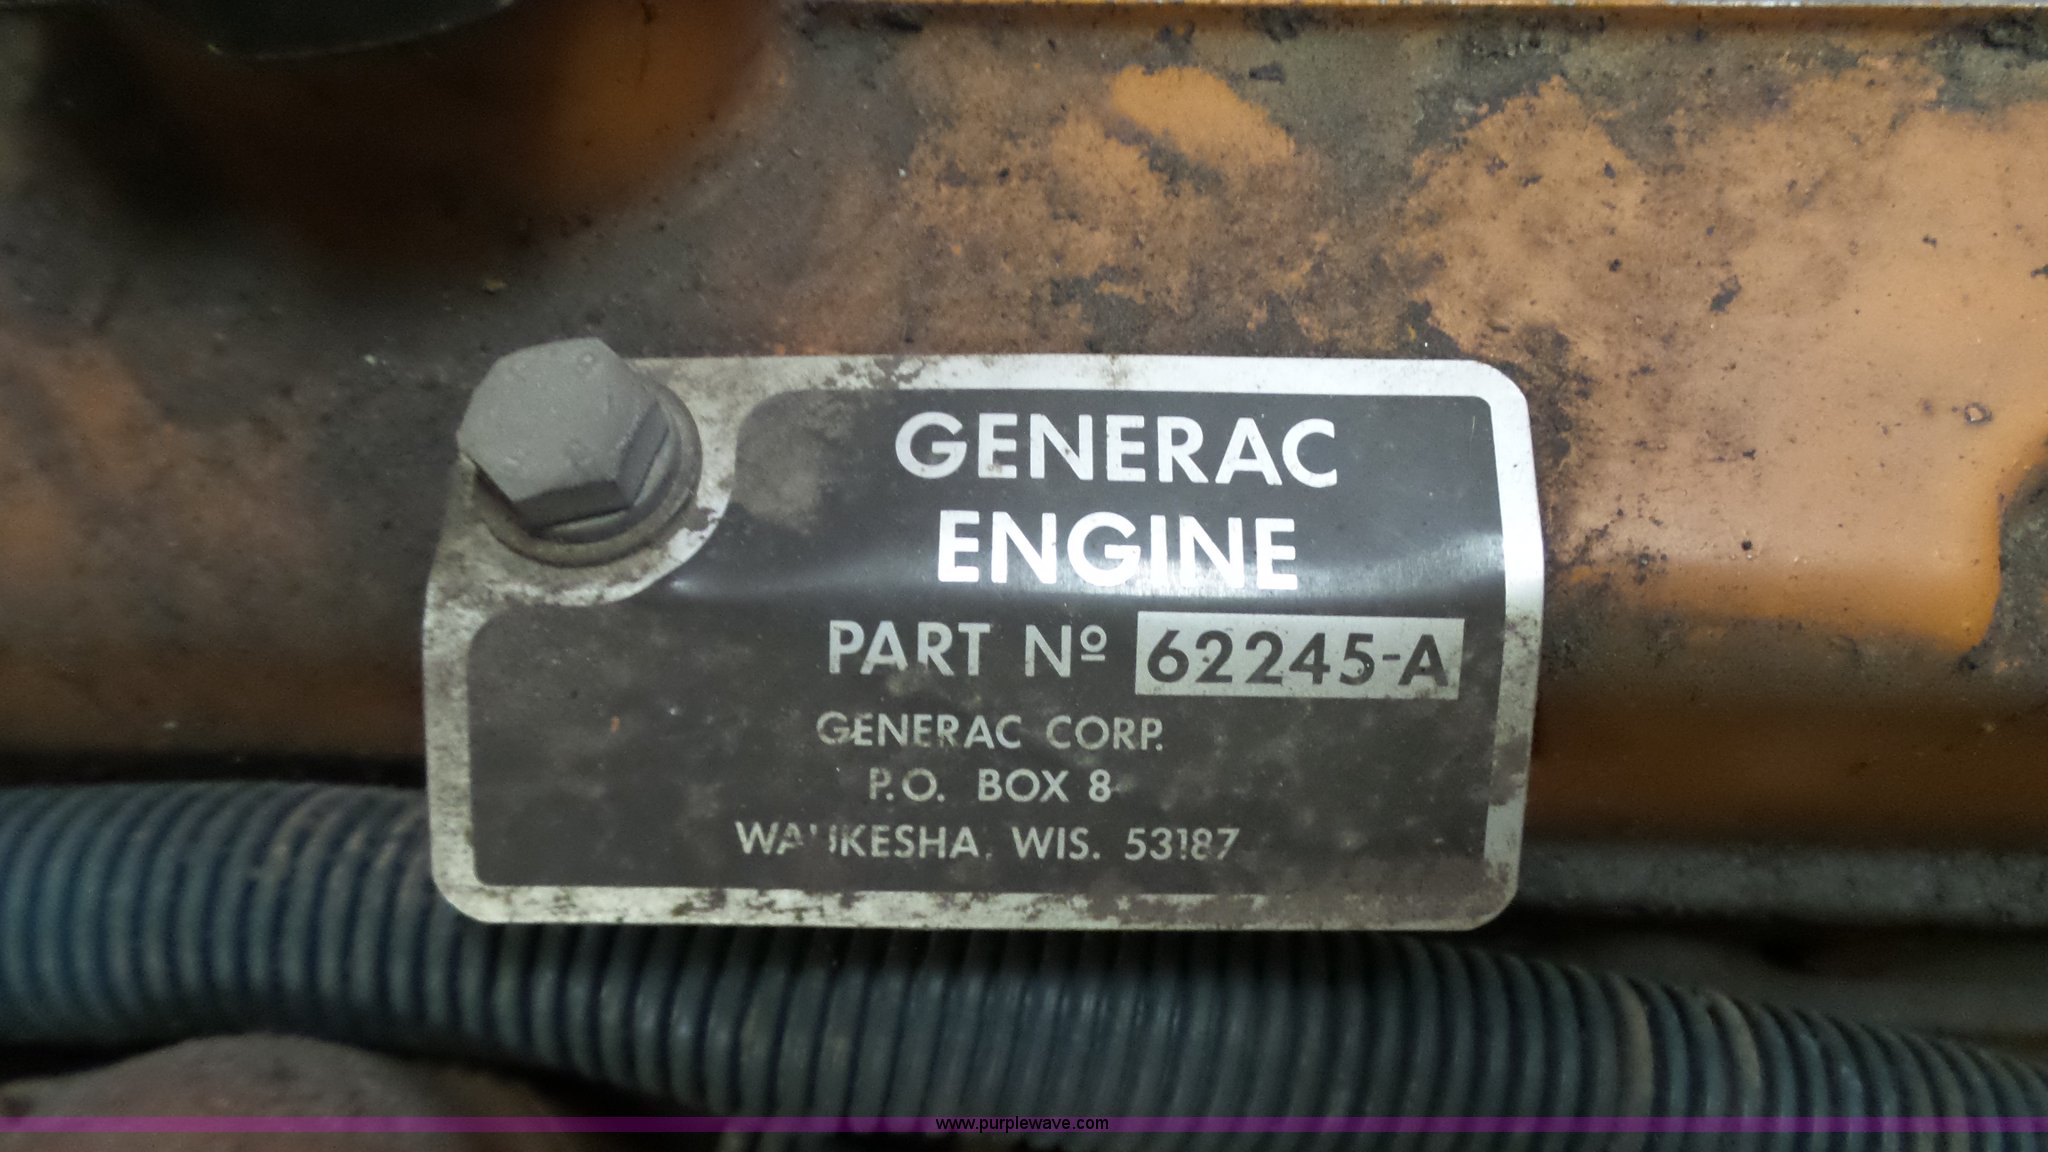 GENERAC
ENGINE
PART Nº 62245-A
GENERAC CORP.
P.O. BOX 8
WAUKESHA, WIS. 53187
www.purplewave.com